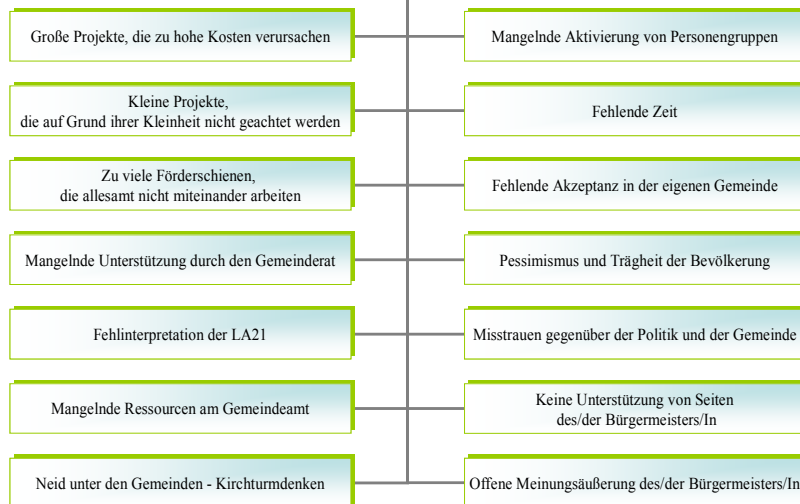 Große Projekte, die zu hohe Kosten verursachen
Mangelnde Aktivierung von Personengruppen
Kleine Projekte,
die auf Grund ihrer Kleinheit nicht geachtet werden
Fehlende Zeit
Zu viele Förderschienen,
die allesamt nicht miteinander arbeiten
Fehlende Akzeptanz in der eigenen Gemeinde
Mangelnde Unterstützung durch den Gemeinderat
Pessimismus und Trägheit der Bevölkerung
Fehlinterpretation der LA21
Misstrauen gegenüber der Politik und der Gemeinde
Mangelnde Ressourcen am Gemeindeamt
Keine Unterstützung von Seiten
des/der Bürgermeisters/In
Neid unter den Gemeinden - Kirchturmdenken
Offene Meinungsäußerung des/der Bürgermeisters/In